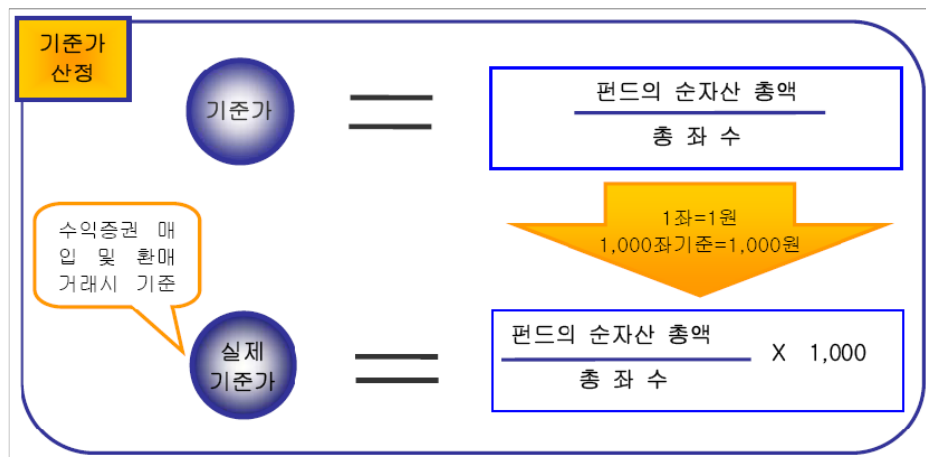 기준가
산정
기준가
펀드의 순자산 총액
총 좌 수
1좌=1원
1,000좌기준=1,000원
수익증권 매
입 및 환매
거래시 기준
실제
기준가
펀드의 순자산 총액
총 좌 수
X 1,000